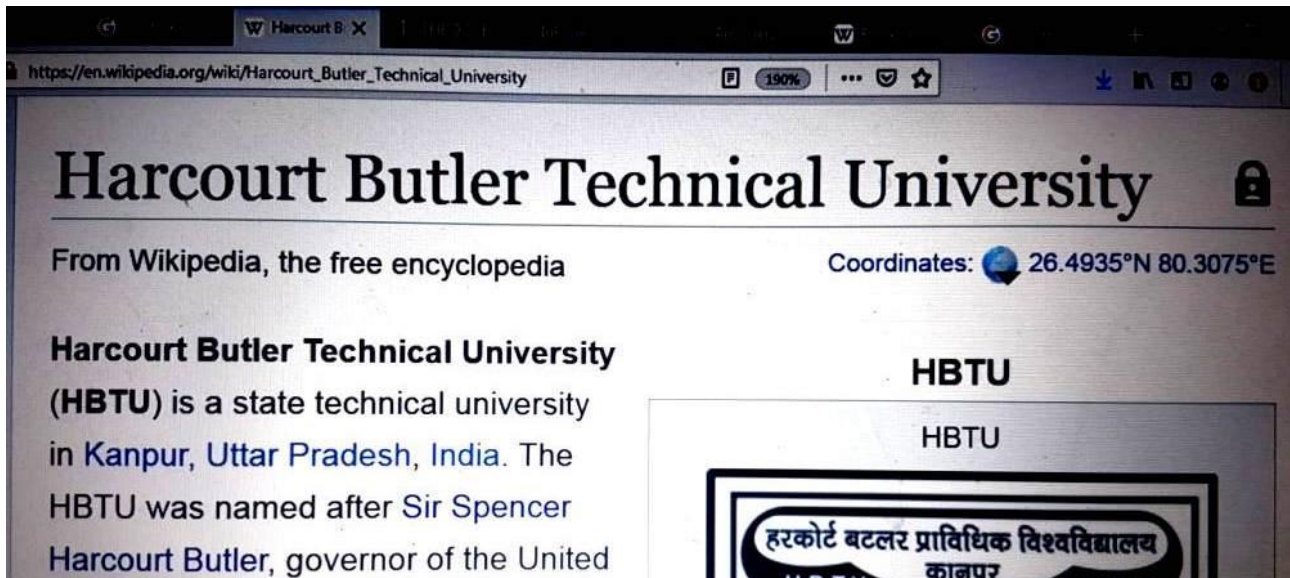 Harcourt B
https://en.wikipedia.org/wiki/Harcourt_Butler_Technical_University
190%
Harcourt Butler Technical University
From Wikipedia, the free encyclopedia
Coordinates: 26.4935°N 80.3075°E
Harcourt Butler Technical University
(HBTU) is a state technical university
in Kanpur, Uttar Pradesh, India. The
HBTU was named after Sir Spencer
Harcourt Butler, governor of the United
HBTU
HBTU
हरकोर्ट बटलर प्राविधिक विश्वविद्यालय
कानपुर